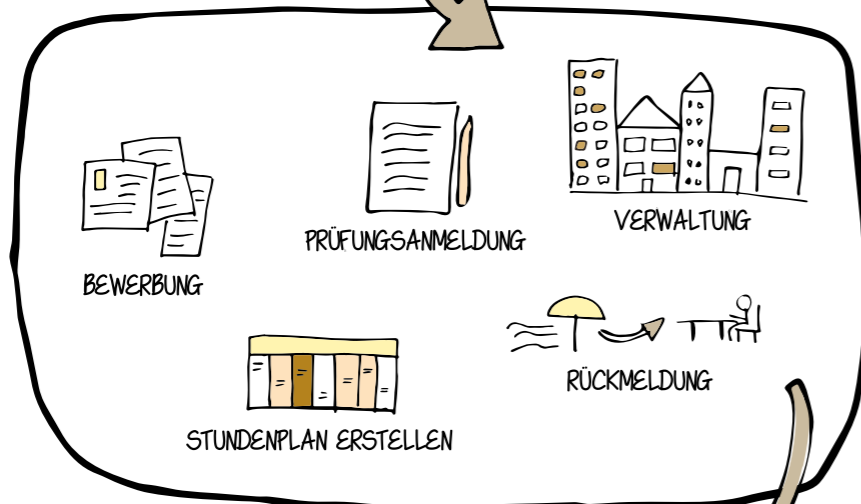 VERWALTUNG
PRÜFUNGSANMELDUNG
BEWERBUNG
RÜCKMELDUNG
STUNDENPLAN ERSTELLEN